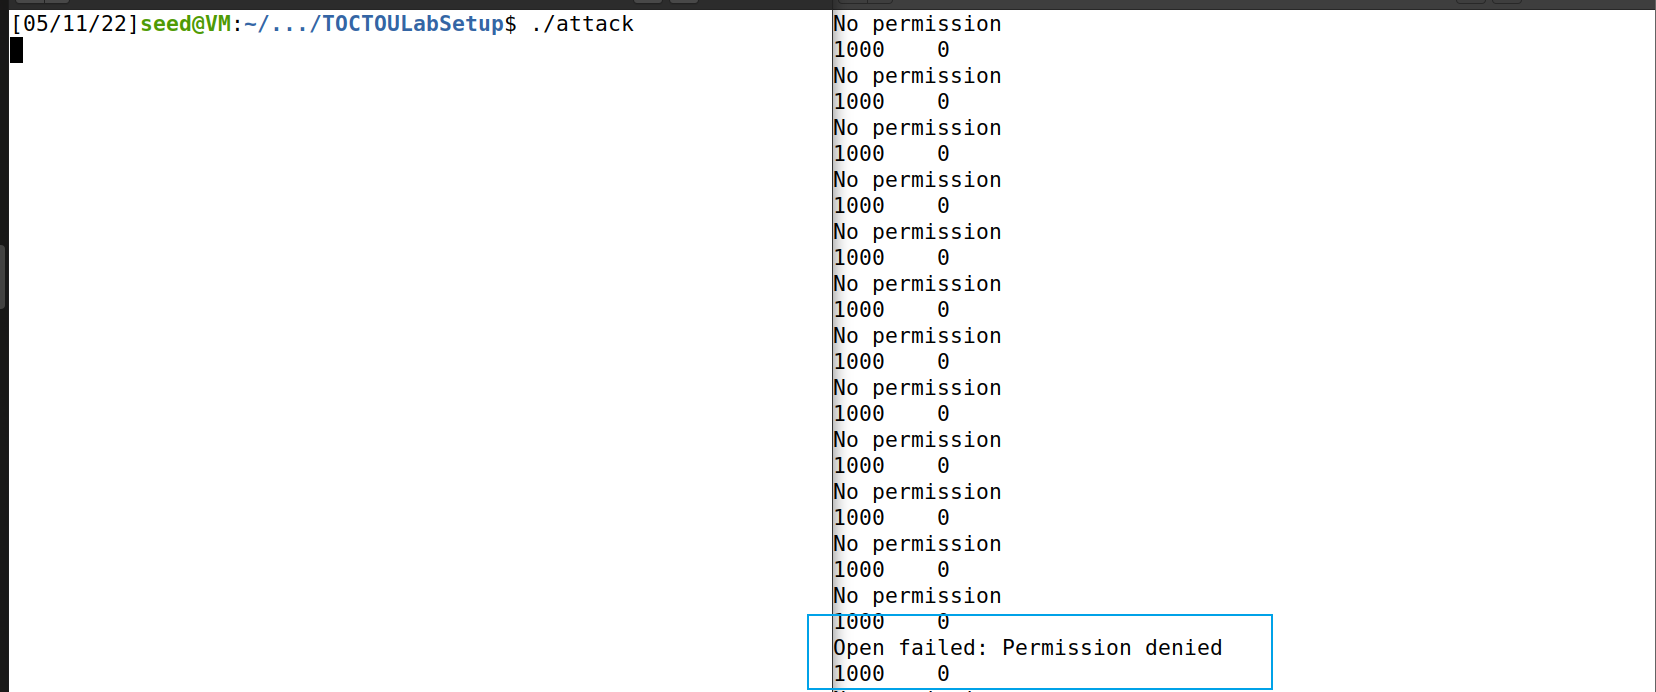 [05/11/22]seed@VM:~/.../TOCTOULabSetup$ ./attack
No permission
1000    0
No permission
1000    0
No permission
1000    0
No permission
1000    0
No permission
1000    0
No permission
1000    0
No permission
1000    0
No permission
1000    0
No permission
1000    0
No permission
1000    0
No permission
1000    0
No permission
1000    0
Open failed: Permission denied
1000    0